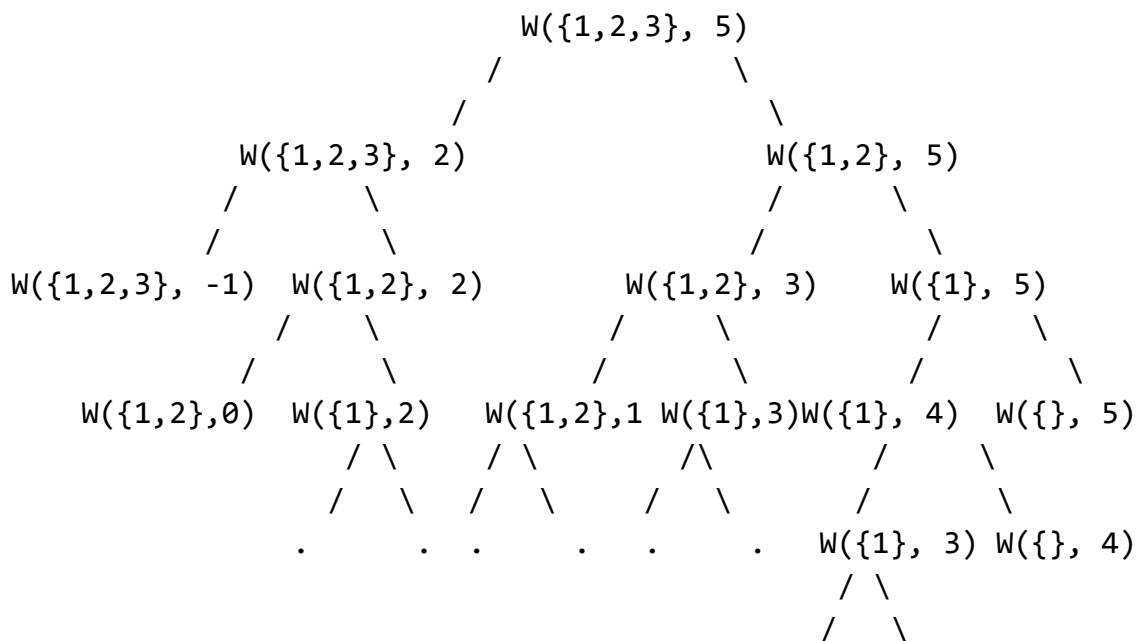 W({1,2,3}, 5)
/ \
/ \
W({1,2,3}, 2) W({1,2}, 5)
/ \ / \
/ \ / \
W({1,2,3}, -1) W({1,2}, 2) W({1,2}, 3) W({1}, 5)
/ \ / \ / \
/ \ / \ / \
W({1,2},0) W({1},2) W({1,2},1 W({1},3)W({1}, 4) W({}, 5)
/ \ / \ /\ / \
/ \ / \ / \ / \
. . . . . . W({1}, 3) W({}, 4)
/ \
/ \